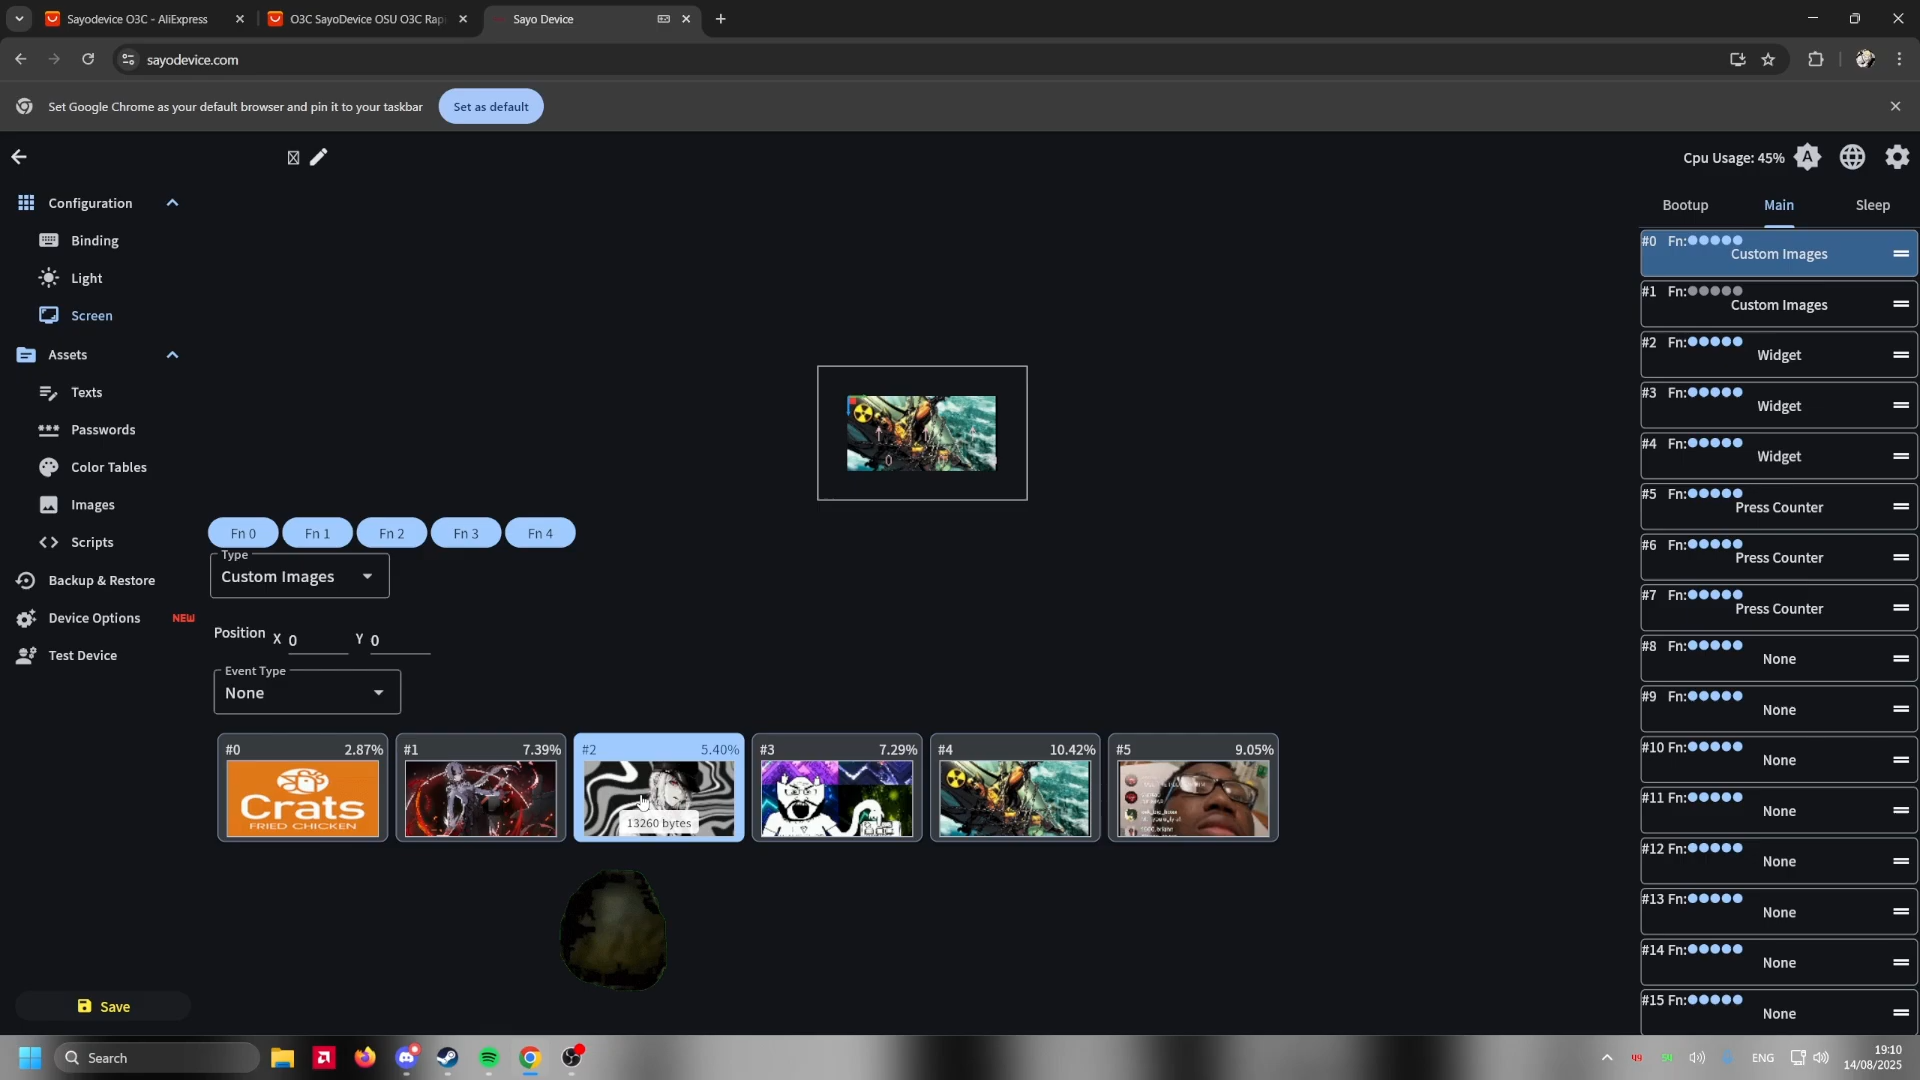 Sayodevice O3C - AliExpress
O3C SayoDevice OSU O3C Rap
Sayo Device
sayodevice.com
Set Google Chrome as your default browser and pin it to your taskbar
Set as default
Cpu Usage: 45%
A
Configuration
Binding
Light
Screen
Assets
Texts
Passwords
Color Tables
Images
Scripts
Backup & Restore
Device Options NEW
Test Device
Save
Fn 0 Fn 1 Fn 2 Fn 3 Fn 4
Type
Custom Images
Position X 0 Y 0
Event Type
None
#0 2.87%
Crats
FRIED CHICKEN
#1 7.39%
#2 5.40%
13260 bytes
#3 7.29%
#4 10.42%
#5 9.05%
Bootup Main Sleep
#0 Fn:
Custom Images
#1 Fn:
Custom Images
#2 Fn:
Widget
#3 Fn:
Widget
#4 Fn:
Widget
#5 Fn:
Press Counter
#6 Fn:
Press Counter
#7 Fn:
Press Counter
#8 Fn:
None
#9 Fn:
None
#10 Fn:
None
#11 Fn:
None
#12 Fn:
None
#13 Fn:
None
#14 Fn:
None
#15 Fn:
None
Search
49
ENG
19:10
14/08/2025